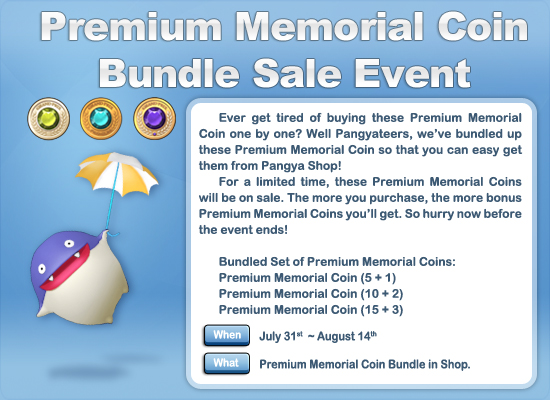 Premium Memorial Coin
Bundle Sale Event
Ever get tired of buying these Premium Memorial
Coin one by one? Well Pangyateers, we've bundled up
these Premium Memorial Coin so that you can easy get
them from Pangya Shop!
For a limited time, these Premium Memorial Coins
will be on sale. The more you purchase, the more bonus
Premium Memorial Coins you'll get. So hurry now before
the event ends!
Bundled Set of Premium Memorial Coins:
Premium Memorial Coin (5 + 1)
Premium Memorial Coin (10 + 2)
Premium Memorial Coin (15 + 3)
When July 31st ~ August 14th
What Premium Memorial Coin Bundle in Shop.